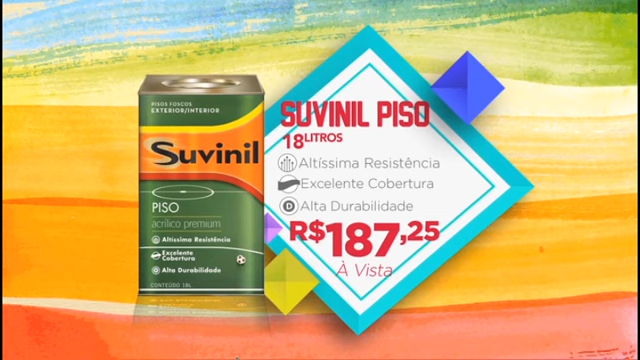 PISOS FOSCOS
EXTERIOR/INTERIOR
Suvinil
PISO
acrílico premium
Altíssima Resistência
Excelente
Cobertura
Alta Durabilidade
CONTEÚDO 18L
SUVINIL PISO
18 LITROS
Altíssima Resistência
Excelente Cobertura
D Alta Durabilidade
R$187,25
À Vista